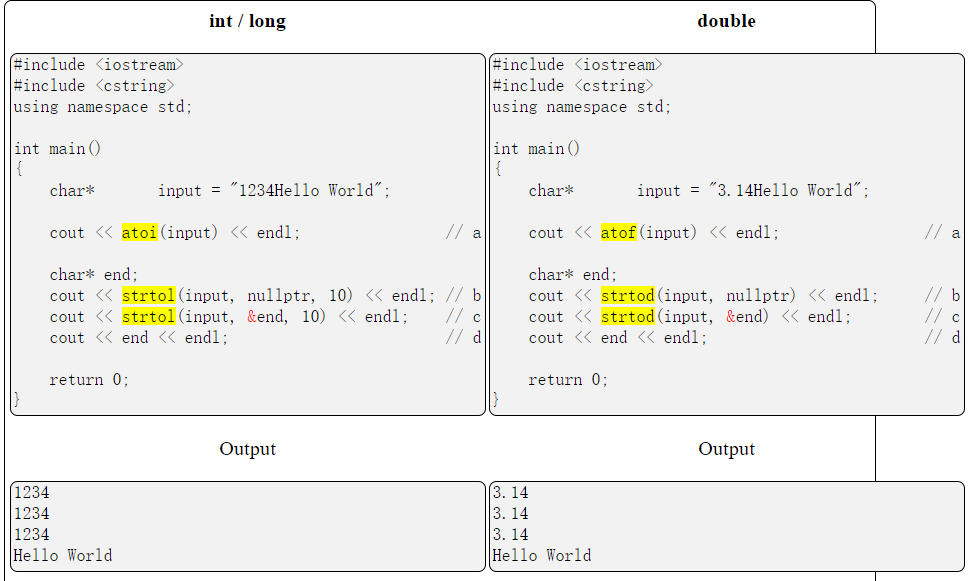 int / long
#include <iostream>
#include <cstring>
using namespace std;
int main()
{
char* input = "1234Hello World";
cout << atoi(input) << endl; // a
char* end;
cout << strtol(input, nullptr, 10) << endl; // b
cout << strtol(input, &end, 10) << endl; // c
cout << end << endl; // d
return 0;
}
Output
1234
1234
1234
Hello World
double
#include <iostream>
#include <cstring>
using namespace std;
int main()
{
char* input = "3.14Hello World";
cout << atof(input) << endl; // a
char* end;
cout << strtod(input, nullptr) << endl; // b
cout << strtod(input, &end) << endl; // c
cout << end << endl; // d
return 0;
}
Output
3.14
3.14
3.14
Hello World